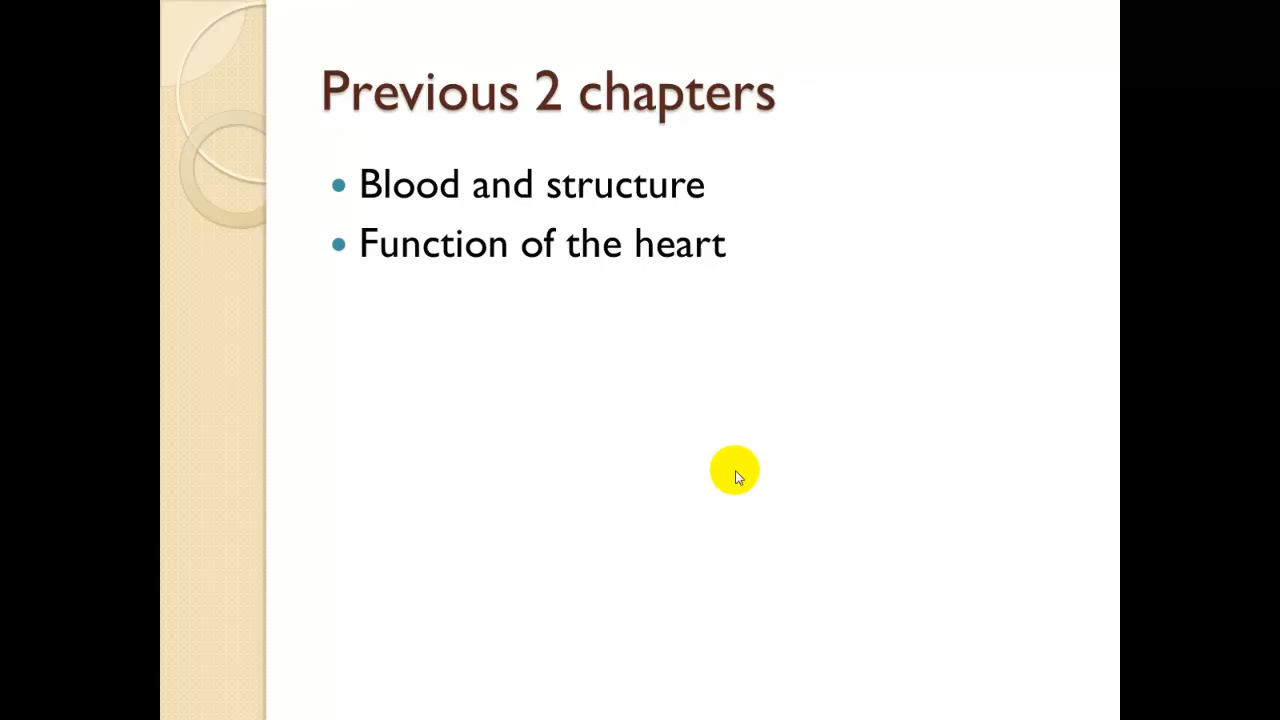 Previous 2 chapters
Blood and structure
Function of the heart